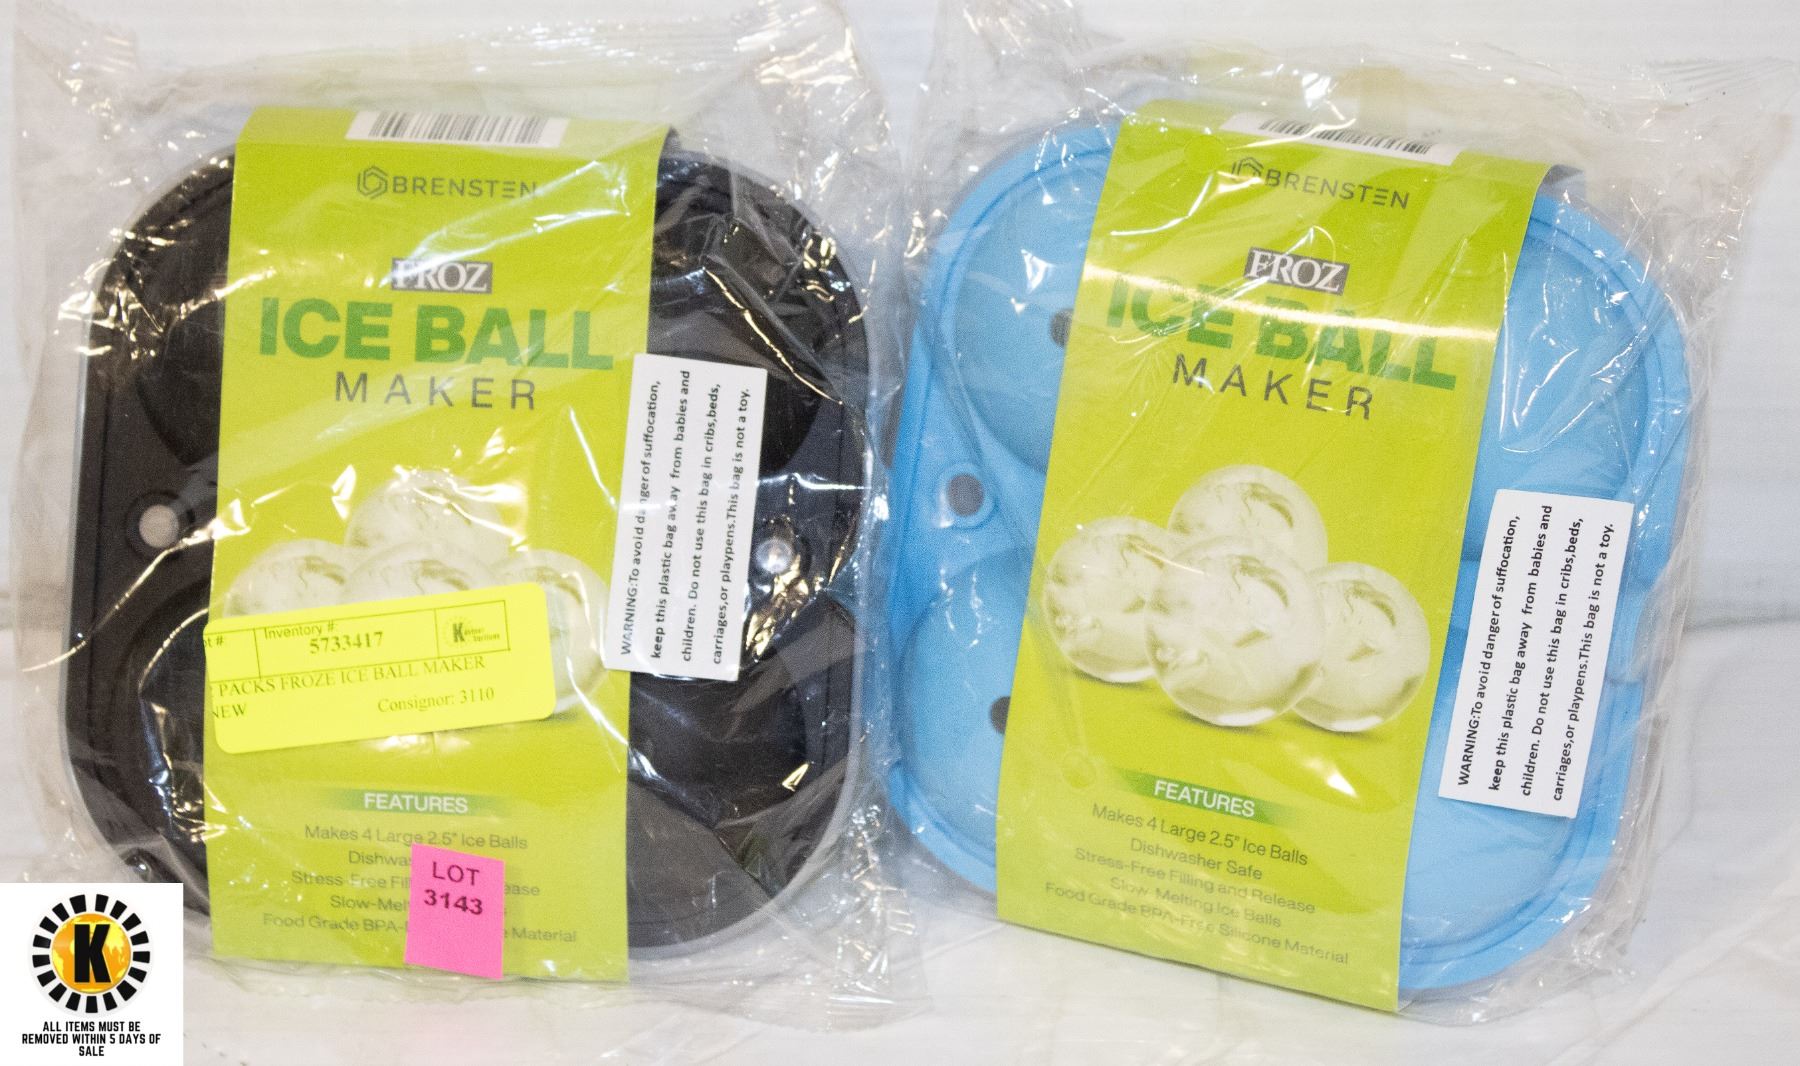 BRENSTEN
FROZ
ICE BALL
MAKER
WARNING:To avoid danger of suffocation,
keep this plastic bag away from babies and
children. Do not use this bag in cribs,beds,
carriages,or playpens.This bag is not a toy.
Inventory #:
5733417
PACKS FROZE ICE BALL MAKER
NEW
Consignor: 3110
FEATURES
Makes 4 Large 2.5" Ice Balls
Stress-Free
Food Grade Material
LOT
3143
BRENSTEN
FROZ
ICE BALL
MAKER
WARNING:To avoid danger of suffocation,
keep this plastic bag away from babies and
children. Do not use this bag in cribs,beds,
carriages,or playpens.This bag is not a toy.
FEATURES
Makes 4 Large 2.5" Ice Balls
Dishwasher Safe
Stress-Free Filling and Release
Slow-Melting Ice Balls
Food Grade BPA-Free Silicone Material
K
ALL ITEMS MUST BE
REMOVED WITHIN 5 DAYS OF
SALE